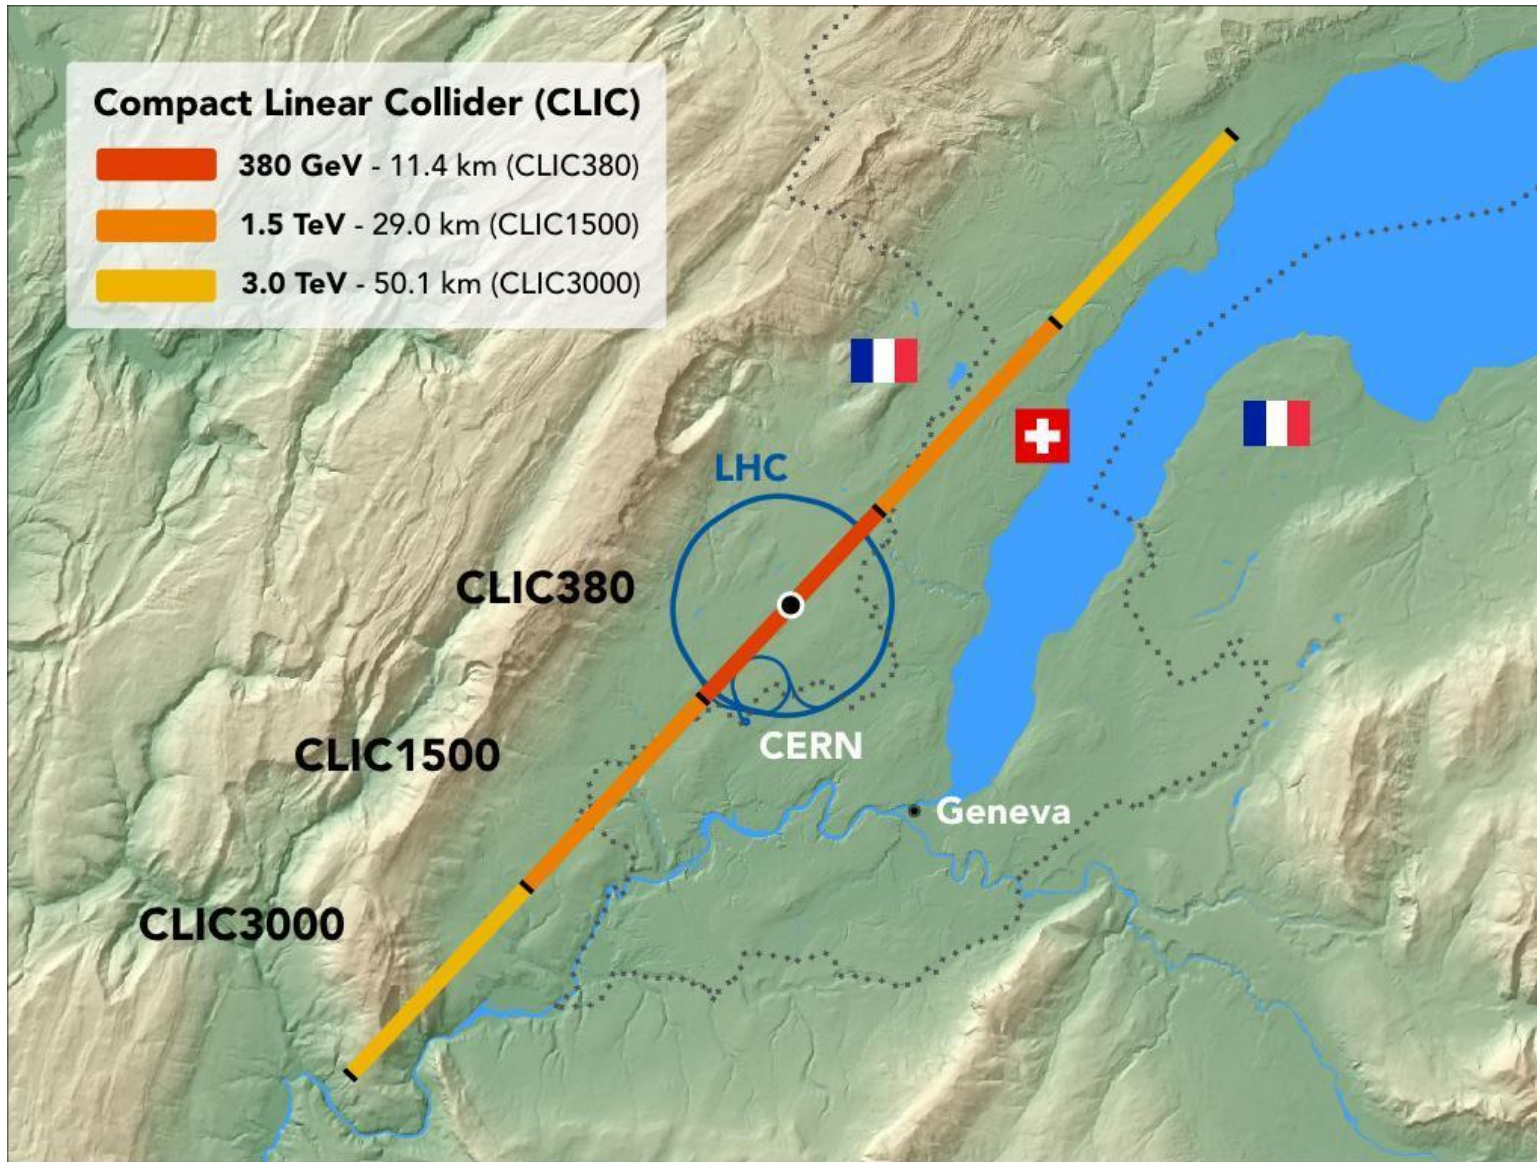 Compact Linear Collider (CLIC)
380 GeV - 11.4 km (CLIC380)
1.5 TeV - 29.0 km (CLIC1500)
3.0 TeV - 50.1 km (CLIC3000)
LHC
CLIC380
CLIC1500
CERN
Geneva
CLIC3000